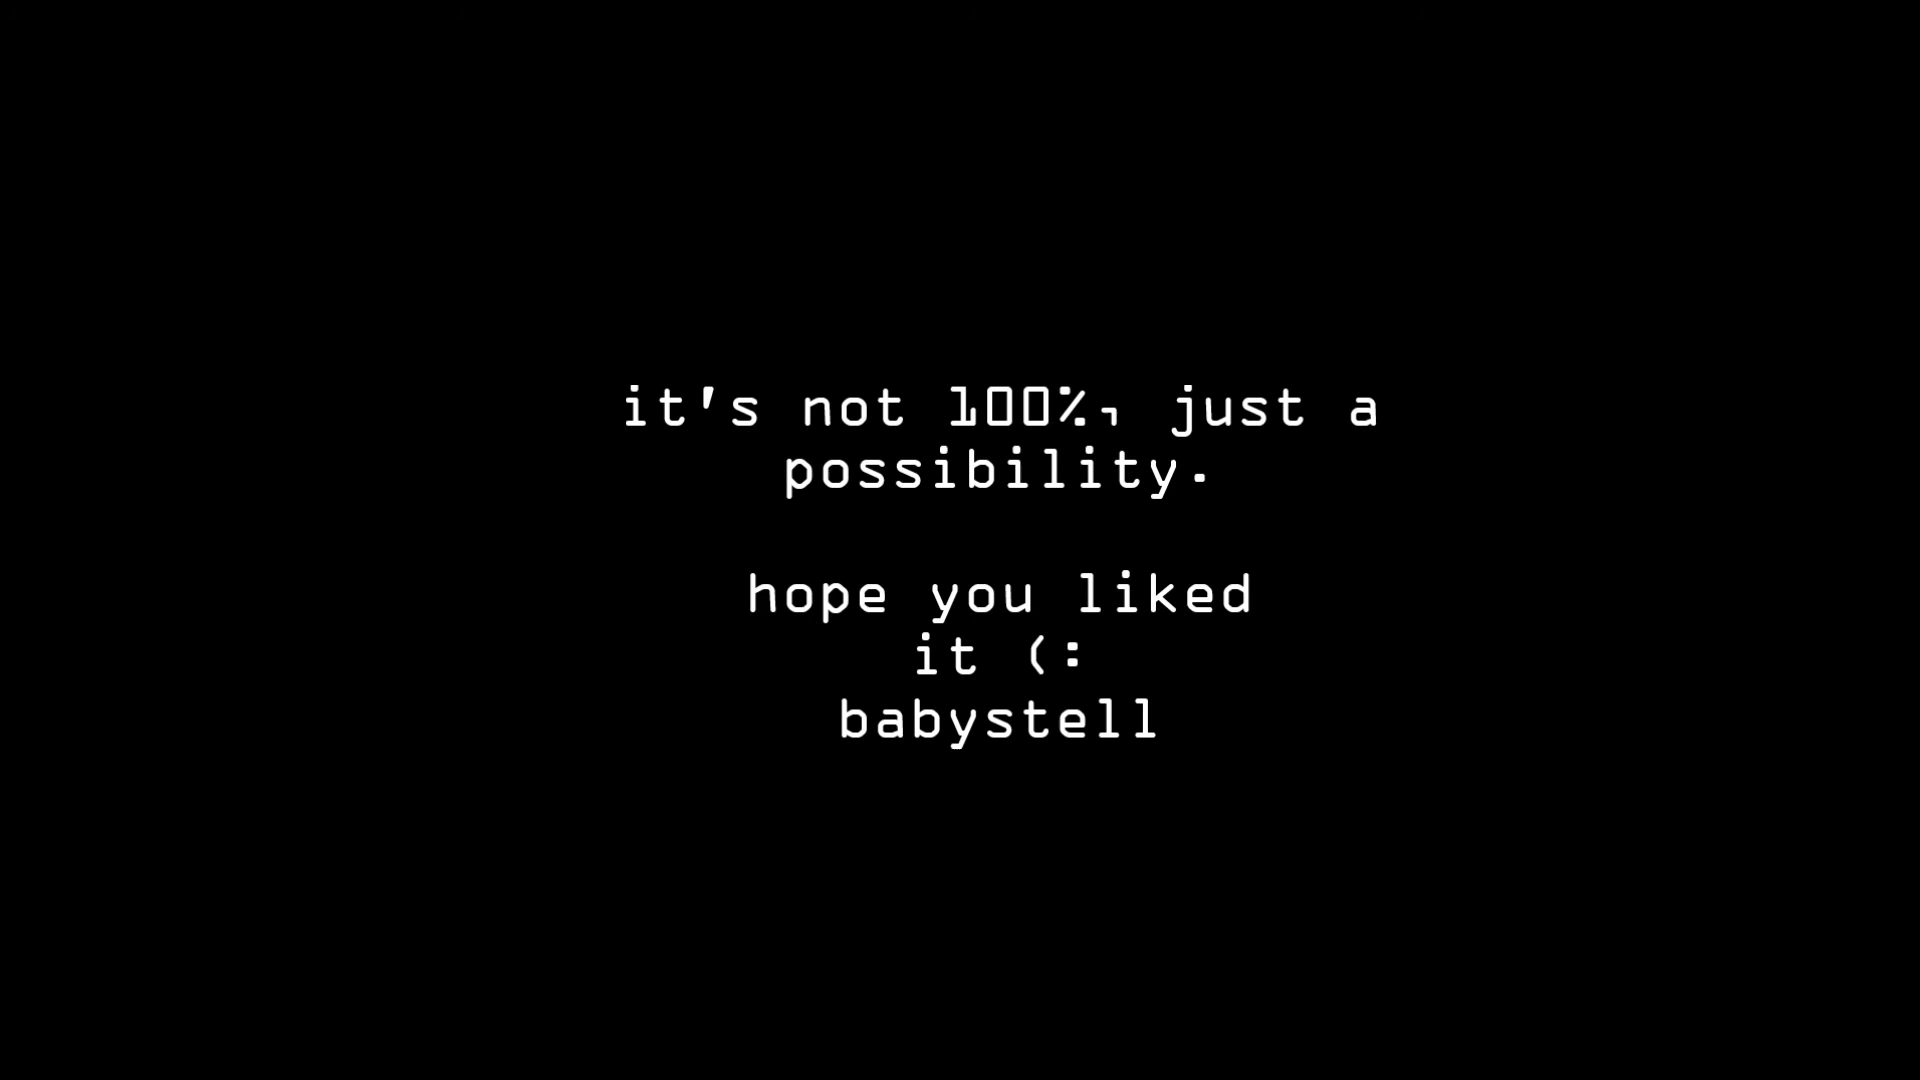 it's not 100%, just a
possibility.
hope you liked
it (:
babystell